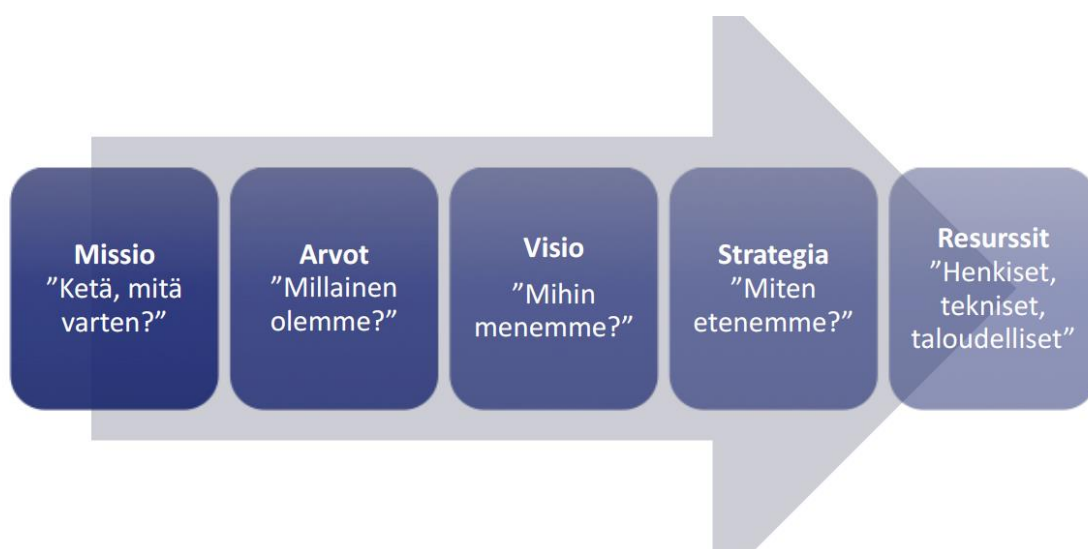 Missio
”Ketä, mitä
varten?”
Arvot
”Millainen
olemme?”
Visio
”Mihin
menemme?”
Strategia
”Miten
etenemme?”
Resurssit
”Henkiset,
tekniset,
taloudelliset”